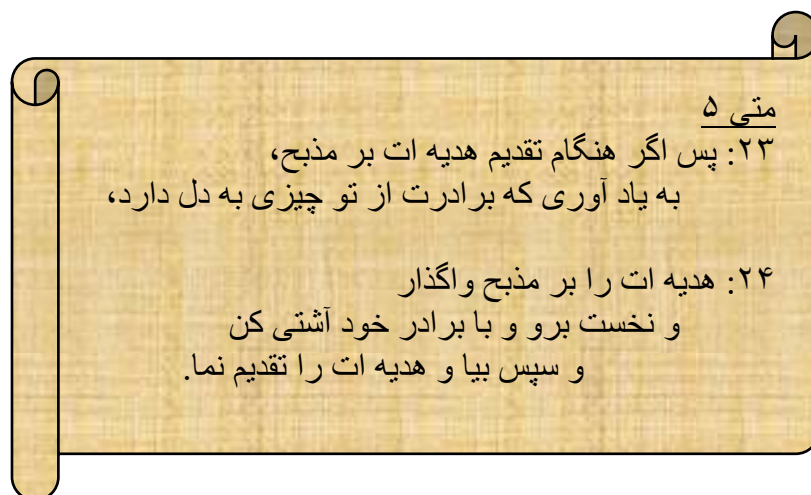 متی ۵
۲۳: پس اگر هنگام تقدیم هدیه ات بر مذبح،
به یاد آوری که برادرت از تو چیزی به دل دارد،
۲۴: هدیه ات را بر مذبح واگذار
و نخست برو و با برادر خود آشتی کن
و سپس بیا و هدیه ات را تقدیم نما.